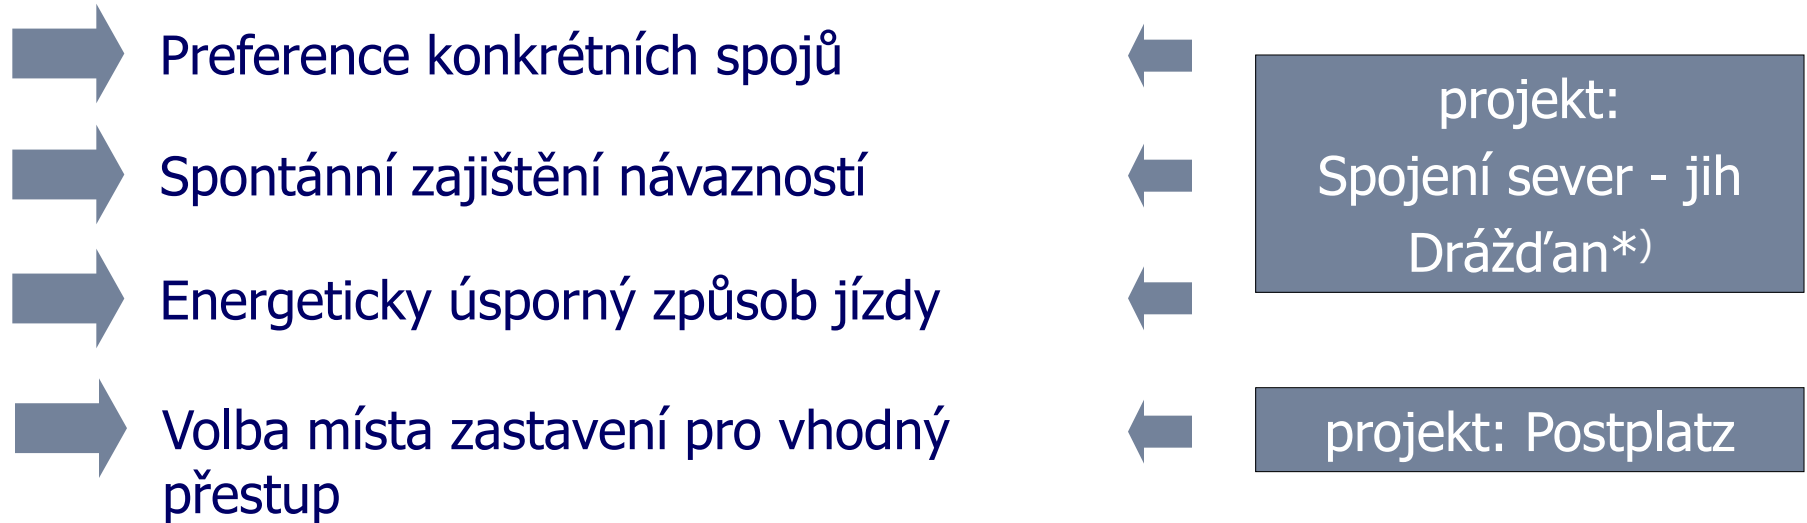 Preference konkrétních spojů
Spontánní zajištění návazností
Energeticky úsporný způsob jízdy
Volba místa zastavení pro vhodný
přestup
projekt:
Spojení sever - jih
Drážďan*)
projekt: Postplatz